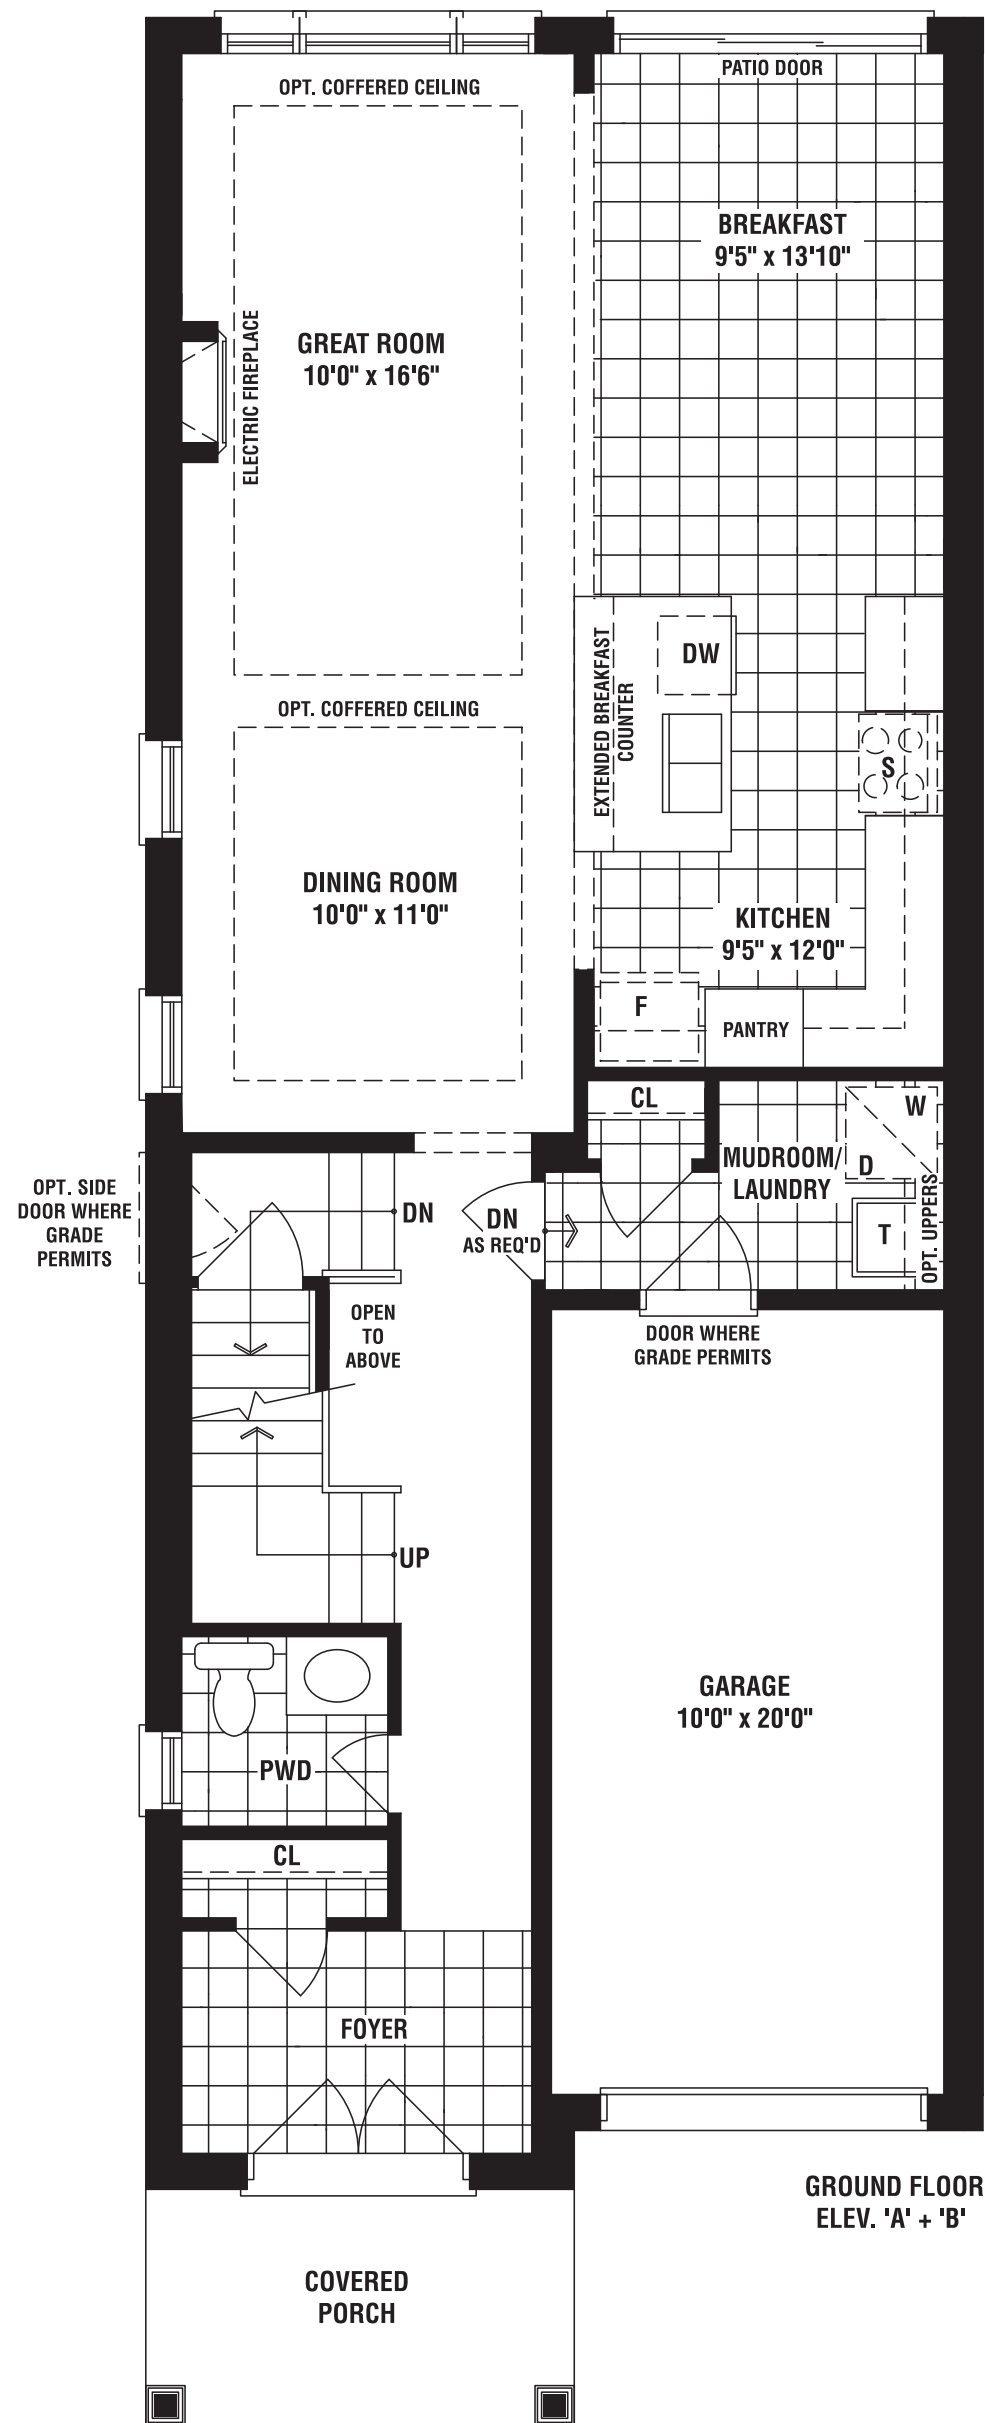 OPT. COFFERED CEILING
PATIO DOOR
BREAKFAST
9'5" x 13'10"
GREAT ROOM
10'0" x 16'6"
ELECTRIC FIREPLACE
EXTENDED BREAKFAST
COUNTER
DW
S
OPT. COFFERED CEILING
DINING ROOM
10'0" x 11'0"
KITCHEN
9'5" x 12'0"
F
PANTRY
CL
W
D
MUDROOM/
LAUNDRY
T
OPT. UPPERS
OPT. SIDE
DOOR WHERE
GRADE
PERMITS
DN
DN
AS REQ'D
OPEN
TO
ABOVE
DOOR WHERE
GRADE PERMITS
UP
GARAGE
10'0" x 20'0"
PWD
CL
FOYER
GROUND FLOOR
ELEV. 'A' + 'B'
COVERED
PORCH